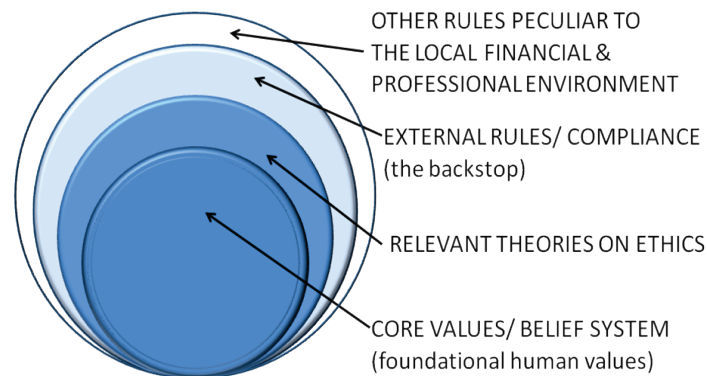 OTHER RULES PECULIAR TO
THE LOCAL FINANCIAL &
PROFESSIONAL ENVIRONMENT
EXTERNAL RULES/ COMPLIANCE
(the backstop)
RELEVANT THEORIES ON ETHICS
CORE VALUES/ BELIEF SYSTEM
(foundational human values)